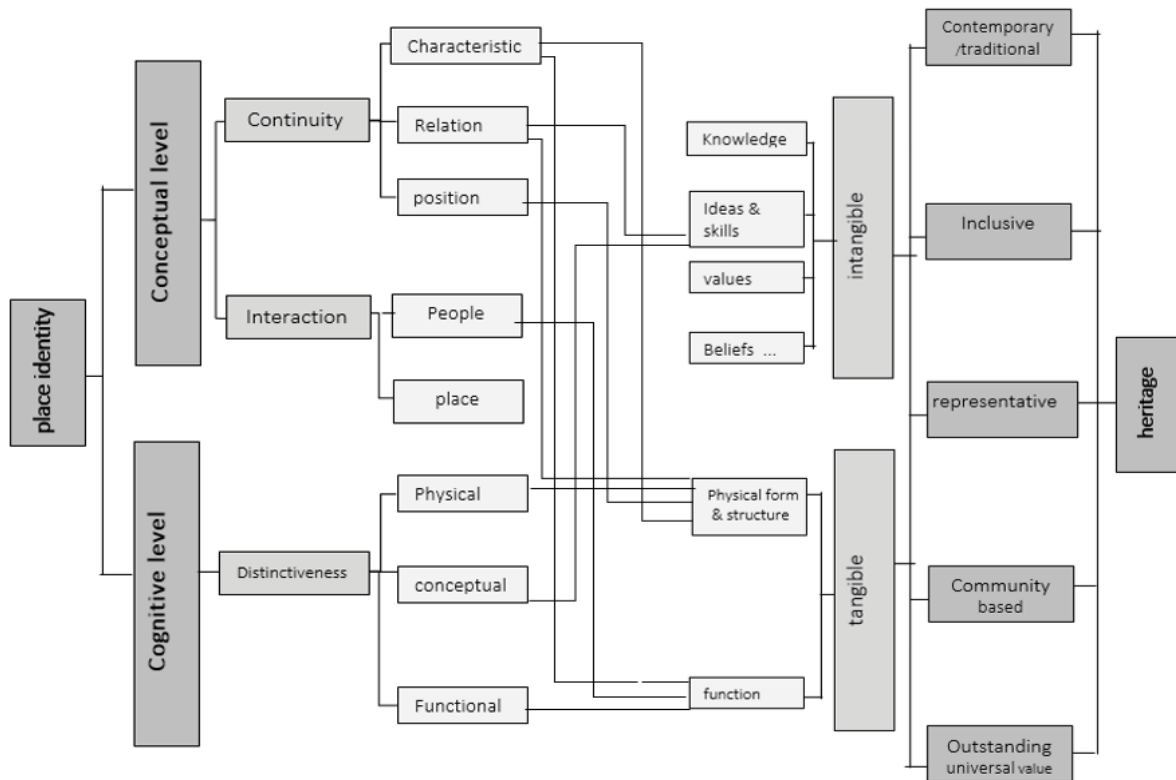 place identity
Conceptual level
Cognitive level
Continuity
Interaction
Distinctiveness
Characteristic
Relation
position
People
place
Physical
conceptual
Functional
Knowledge
Ideas &
skills
values
Beliefs ...
Physical form
& structure
function
intangible
tangible
Contemporary
/traditional
Inclusive
representative
Community
based
Outstanding
universal value
heritage